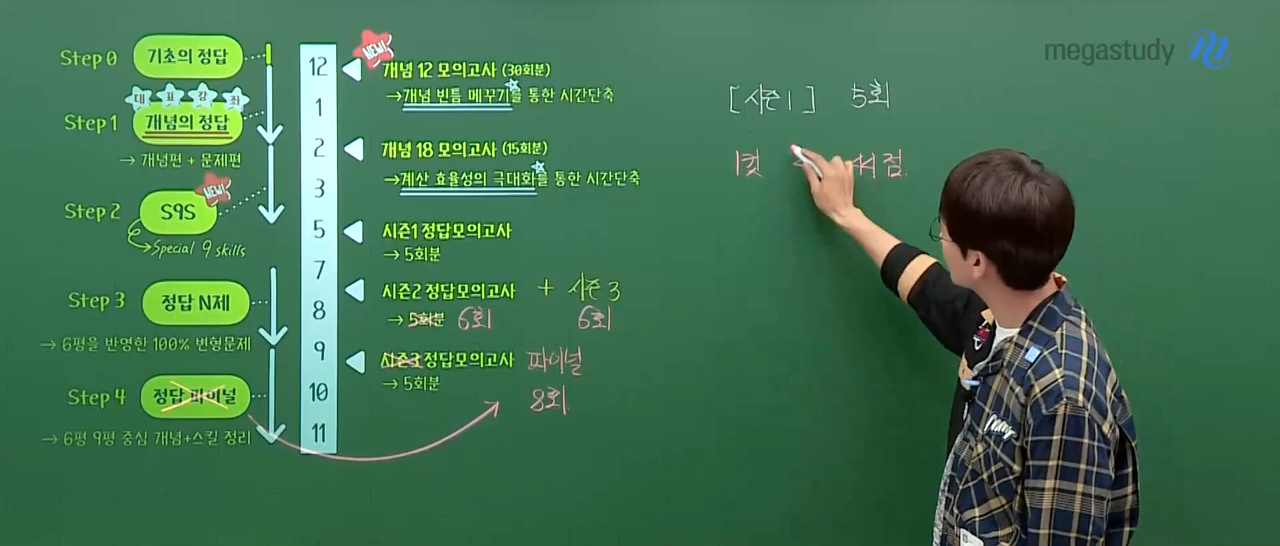 megastudy
Step 0 기초의 정답
대 표 강 좌
Step 1 개념의 정답
→ 개념편 + 문제편
NEW!
Step 2 S9S
Special 9 skills
Step 3 정답 N제
→ 6평을 반영한 100% 변형문제
Step 4 정답 파이널
→ 6평 9평 중심 개념+스킬 정리
12
1
2
3
5
7
8
9
10
11
NEW!
개념 12 모의고사 (30회분)
→개념 빈틈 메꾸기를 통한 시간단축
개념 18 모의고사 (15회분)
→계산 효율성의 극대화를 통한 시간단축
시즌1 정답모의고사
→ 5회분
시즌2 정답모의고사 + 시즌 3
→ 5회분 6회 6회
시즌3 정답모의고사 파이널
→ 5회분
8회
[시즌 1] 5회
1컷 점